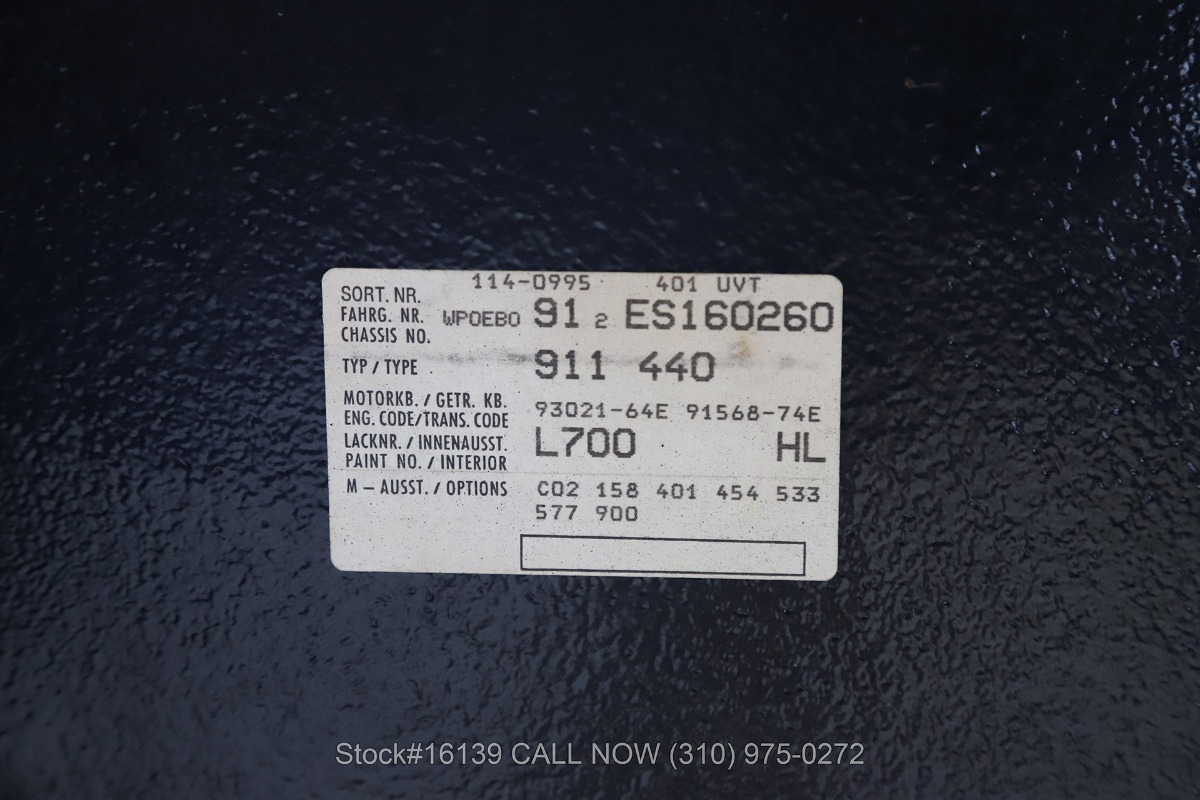 114-0995 401 UVT
SORT. NR.
FAHRG. NR. WP0EB0 91 2 ES160260
CHASSIS NO.
TYP / TYPE 911 440
MOTORKB. / GETR. KB.
ENG. CODE/TRANS. CODE 93021-64E 91568-74E
LACKNR. / INNENAUSST. L700 HL
PAINT NO. / INTERIOR
M – AUSST. / OPTIONS C02 158 401 454 533
577 900
Stock#16139 CALL NOW (310) 975-0272